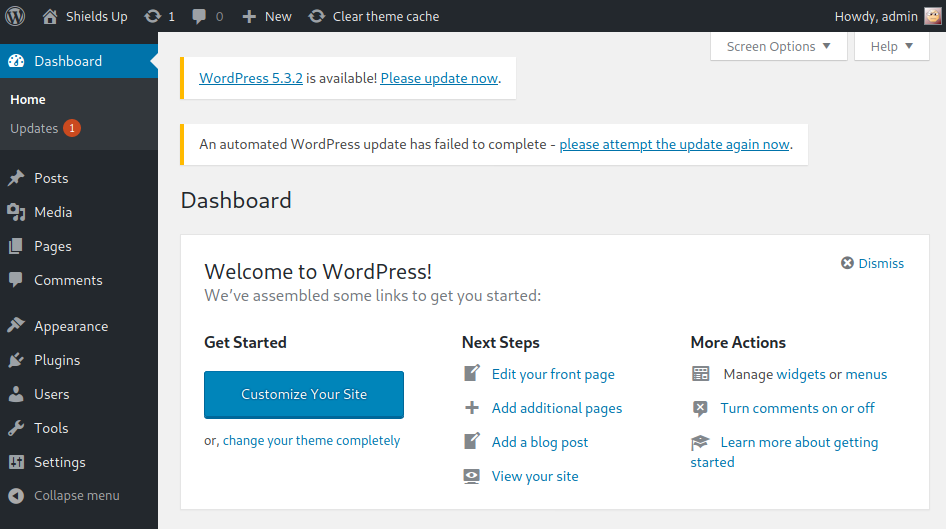 Shields Up 1 0 New Clear theme cache Howdy, admin
Screen Options Help
Dashboard
Home
Updates 1
Posts
Media
Pages
Comments
Appearance
Plugins
Users
Tools
Settings
Collapse menu
WordPress 5.3.2 is available! Please update now.
An automated WordPress update has failed to complete - please attempt the update again now.
Dashboard
Welcome to WordPress!
Dismiss
We've assembled some links to get you started:
Get Started
Customize Your Site
or, change your theme completely
Next Steps
Edit your front page
Add additional pages
Add a blog post
View your site
More Actions
Manage widgets or menus
Turn comments on or off
Learn more about getting
started